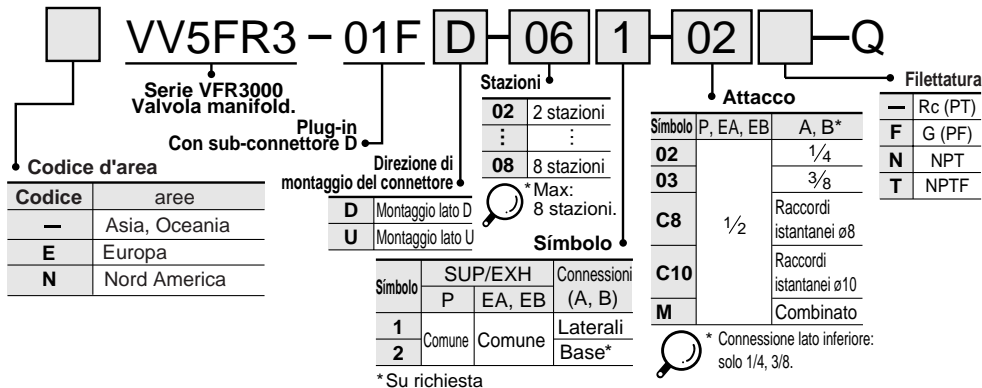 VV5FR3 – 01F D – 06 1 – 02 – Q
Serie VFR3000
Valvola manifold.
Plug-in
Con sub-connettore D
Codice d'area
Codice aree
– Asia, Oceania
E Europa
N Nord America
Direzione di
montaggio del connettore
D Montaggio lato D
U Montaggio lato U
Stazioni
02 2 stazioni
⋮ ⋮
08 8 stazioni
* Max:
8 stazioni.
Símbolo
Símbolo SUP/EXH Connessioni
P EA, EB (A, B)
1 Comune Comune Laterali
2 Base*
* Su richiesta
Attacco
Símbolo P, EA, EB A, B*
02 1/4
03 3/8
C8 1/2 Raccordi
istantanei ø8
C10 Raccordi
istantanei ø10
M Combinato
* Connessione lato inferiore:
solo 1/4, 3/8.
Filettatura
– Rc (PT)
F G (PF)
N NPT
T NPTF